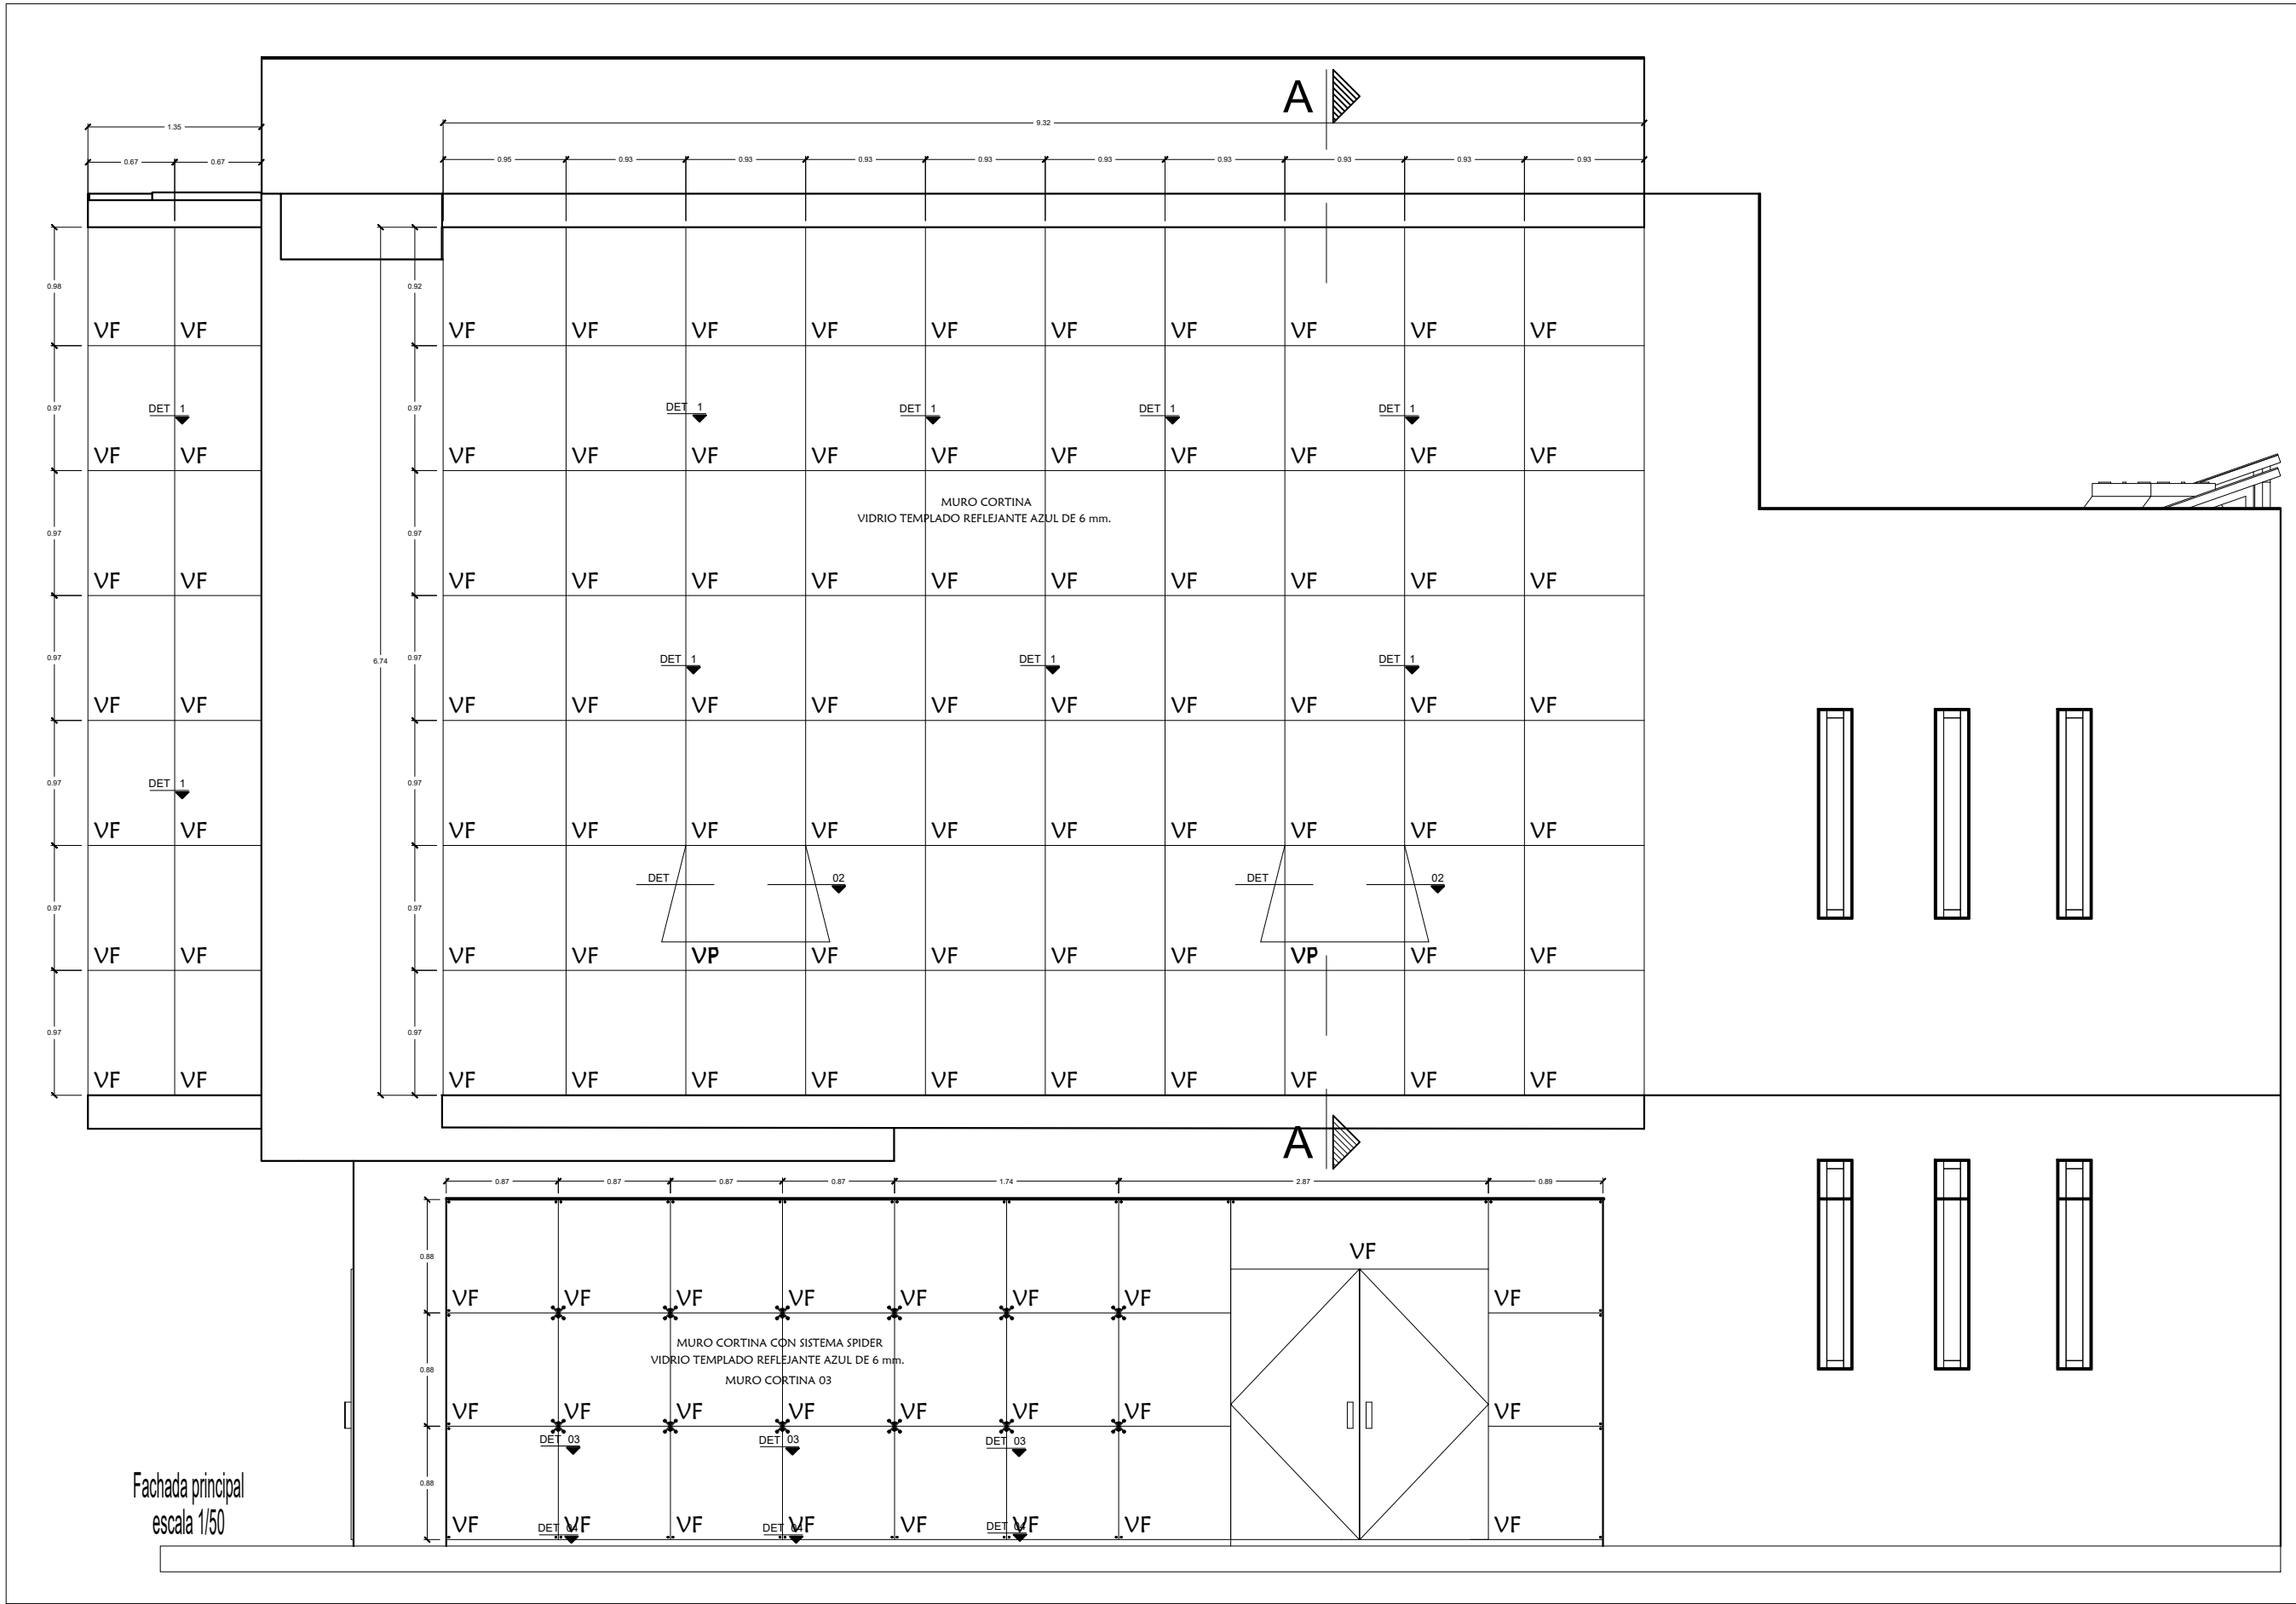 A
1.35
9.32
0.67 0.67 0.95 0.93 0.93 0.93 0.93 0.93 0.93 0.93 0.93 0.93
0.98 0.92
VF VF VF VF VF VF VF VF VF VF VF VF
0.97 0.97
DET 1 DET 1 DET 1 DET 1 DET 1
VF VF VF VF VF VF VF VF VF VF VF VF
MURO CORTINA
VIDRIO TEMPLADO REFLEJANTE AZUL DE 6 mm.
0.97 0.97
VF VF VF VF VF VF VF VF VF VF VF VF
0.97 6.74 0.97
DET 1 DET 1 DET 1
VF VF VF VF VF VF VF VF VF VF VF VF
0.97 0.97
DET 1
VF VF VF VF VF VF VF VF VF VF VF VF
DET 02 DET 02
0.97 0.97
VF VF VF VF VP VF VF VF VF VP VF VF
0.97 0.97
VF VF VF VF VF VF VF VF VF VF VF VF
A
0.87 0.87 0.87 0.87 1.74 2.87 0.89
0.88
VF
VF VF VF VF VF VF VF VF
MURO CORTINA CON SISTEMA SPIDER
VIDRIO TEMPLADO REFLEJANTE AZUL DE 6 mm.
0.88
MURO CORTINA 03
VF VF VF VF VF VF VF VF
DET 03 DET 03 DET 03
0.88
Fachada principal
escala 1/50
VF VF VF VF VF VF VF VF
DET 04 DET 04 DET 04